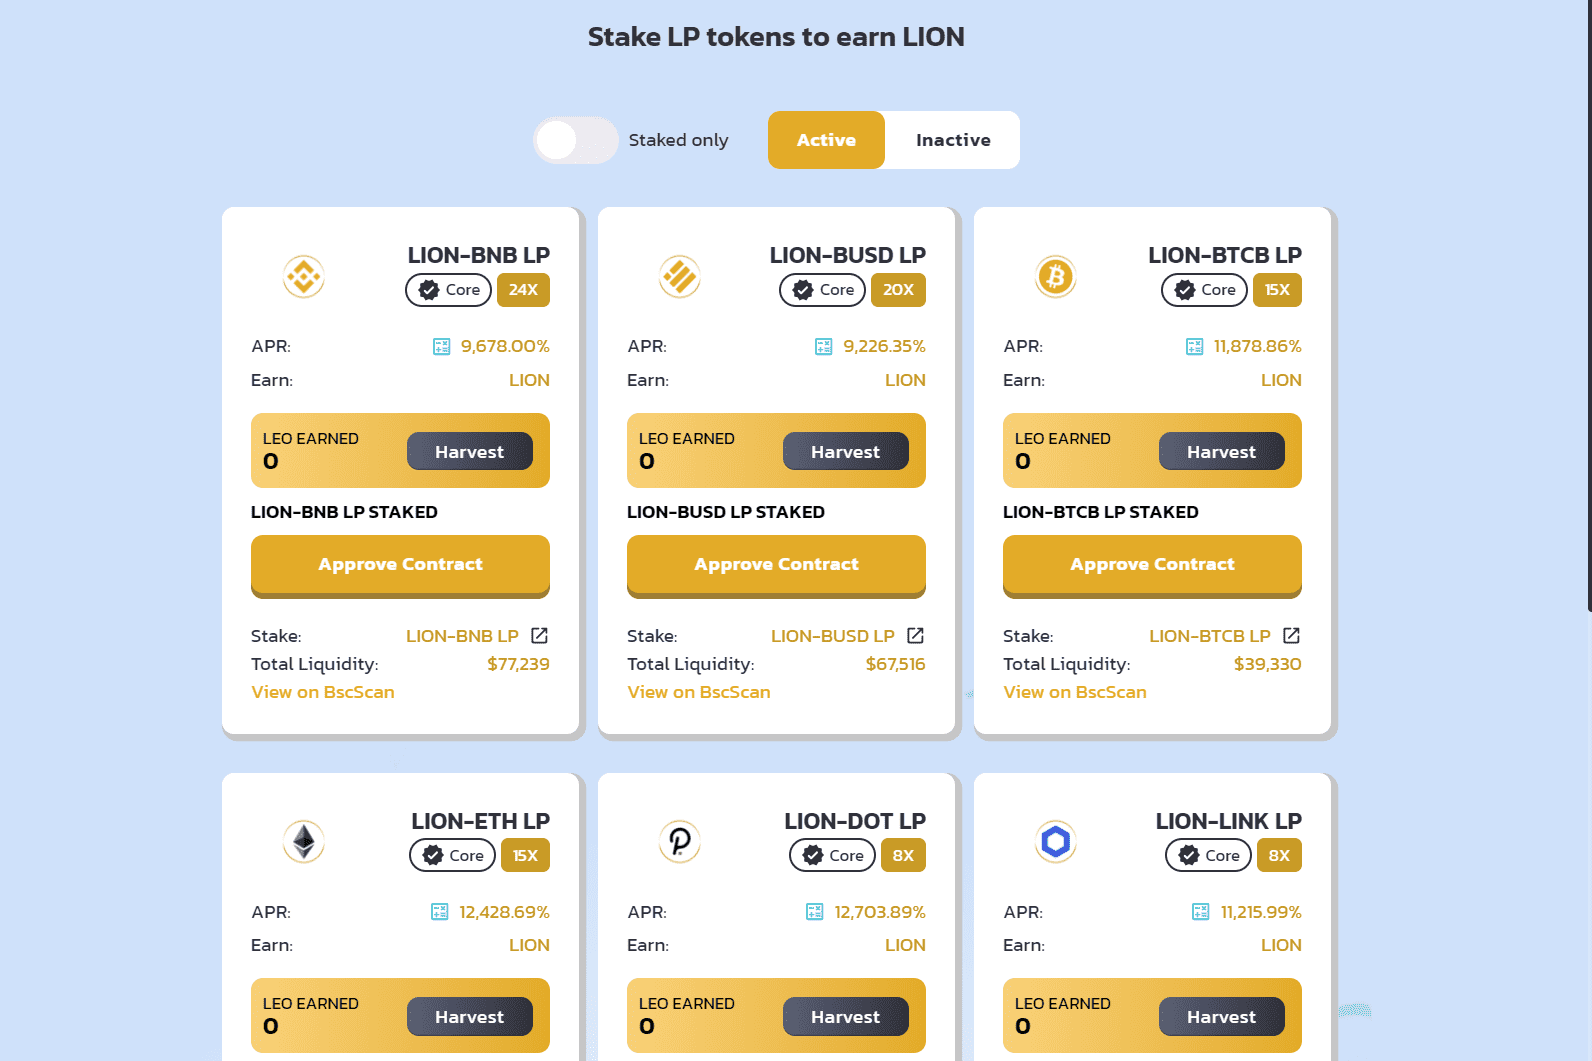 Stake LP tokens to earn LION
Staked only
Active
Inactive
LION-BNB LP
Core
24X
APR:
9,678.00%
Earn:
LION
LEO EARNED
0
Harvest
LION-BNB LP STAKED
Approve Contract
Stake:
LION-BNB LP
Total Liquidity:
$77,239
View on BscScan
LION-BUSD LP
Core
20X
APR:
9,226.35%
Earn:
LION
LEO EARNED
0
Harvest
LION-BUSD LP STAKED
Approve Contract
Stake:
LION-BUSD LP
Total Liquidity:
$67,516
View on BscScan
LION-BTCB LP
Core
15X
APR:
11,878.86%
Earn:
LION
LEO EARNED
0
Harvest
LION-BTCB LP STAKED
Approve Contract
Stake:
LION-BTCB LP
Total Liquidity:
$39,330
View on BscScan
LION-ETH LP
Core
15X
APR:
12,428.69%
Earn:
LION
LEO EARNED
0
Harvest
LION-DOT LP
Core
8X
APR:
12,703.89%
Earn:
LION
LEO EARNED
0
Harvest
LION-LINK LP
Core
8X
APR:
11,215.99%
Earn:
LION
LEO EARNED
0
Harvest